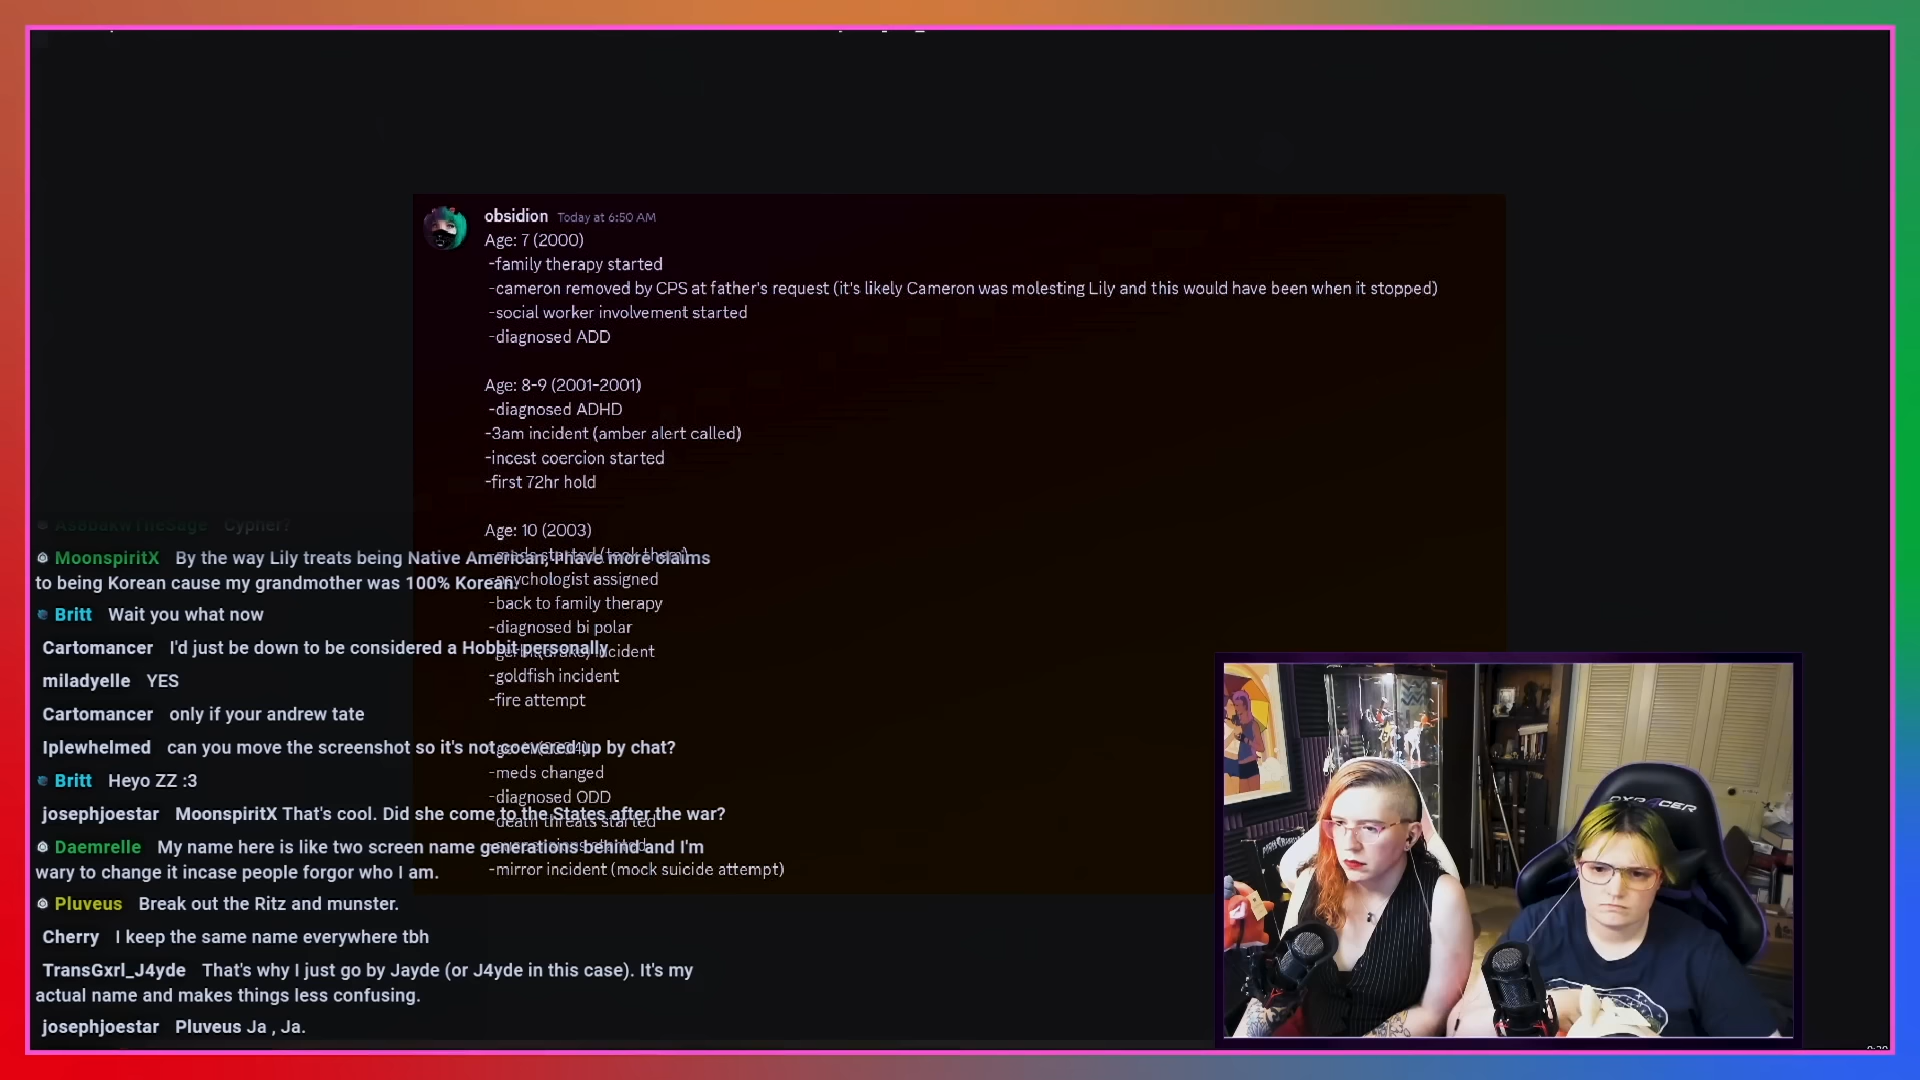 obsidion Today at 6:50 AM
Age: 7 (2000)
-family therapy started
-cameron removed by CPS at father's request (it's likely Cameron was molesting Lily and this would have been when it stopped)
-social worker involvement started
-diagnosed ADD
Age: 8-9 (2001-2001)
-diagnosed ADHD
-3am incident (amber alert called)
-incest coercion started
-first 72hr hold
Age: 10 (2003)
-meds started (took them)
-psychologist assigned
-back to family therapy
-diagnosed bi polar
incident
-goldfish incident
-fire attempt
-meds changed
-diagnosed ODD
-death threats started
-mirror incident (mock suicide attempt)
AsabakwTheSage Cypher?
MoonspiritX By the way Lily treats being Native American, I have more claims
to being Korean cause my grandmother was 100% Korean.
Britt Wait you what now
Cartomancer I'd just be down to be considered a Hobbit personally
miladyelle YES
Cartomancer only if your andrew tate
Iplewhelmed can you move the screenshot so it's not covered up by chat?
Britt Heyo ZZ :3
josephjoestar MoonspiritX That's cool. Did she come to the States after the war?
Daemrelle My name here is like two screen name generations behind and I'm
wary to change it incase people forgor who I am.
Pluveus Break out the Ritz and munster.
Cherry I keep the same name everywhere tbh
TransGxrl_J4yde That's why I just go by Jayde (or J4yde in this case). It's my
actual name and makes things less confusing.
josephjoestar Pluveus Ja , Ja.
DXRACER